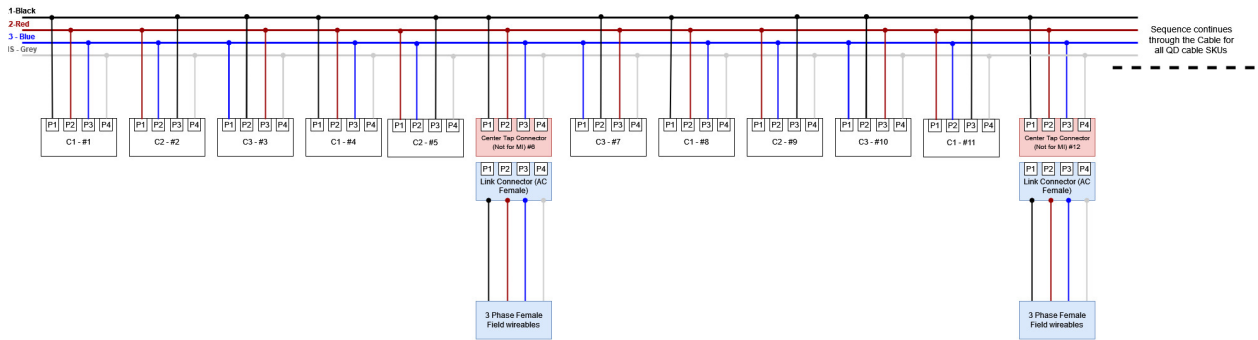 1-Black
2-Red
3 - Blue
IS - Grey
Sequence continues
through the Cable for
all QD cable SKUs
P1 P2 P3 P4
C1 - #1
P1 P2 P3 P4
C2 - #2
P1 P2 P3 P4
C3 - #3
P1 P2 P3 P4
C1 - #4
P1 P2 P3 P4
C2 - #5
P1 P2 P3 P4
Center Tap Connector
(Not for MI) #6
P1 P2 P3 P4
C3 - #7
P1 P2 P3 P4
C1 - #8
P1 P2 P3 P4
C2 - #9
P1 P2 P3 P4
C3 - #10
P1 P2 P3 P4
C1 - #11
P1 P2 P3 P4
Center Tap Connector
(Not for MI) #12
P1 P2 P3 P4
Link Connector (AC
Female)
P1 P2 P3 P4
Link Connector (AC
Female)
3 Phase Female
Field wireables
3 Phase Female
Field wireables